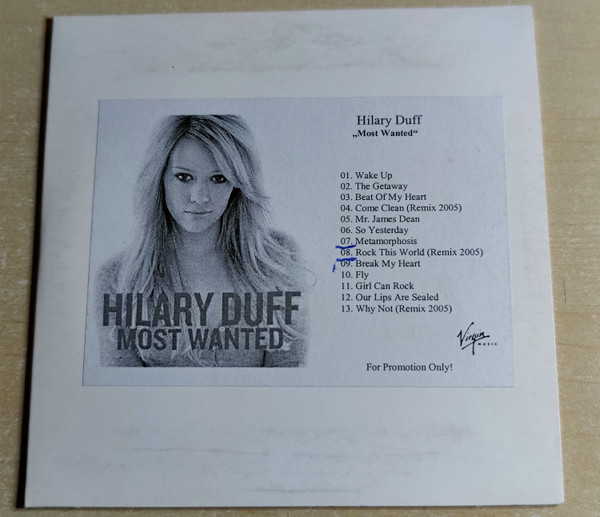 HILARY DUFF
MOST WANTED
Hilary Duff
„Most Wanted“
01. Wake Up
02. The Getaway
03. Beat Of My Heart
04. Come Clean (Remix 2005)
05. Mr. James Dean
06. So Yesterday
07. Metamorphosis
08. Rock This World (Remix 2005)
09. Break My Heart
10. Fly
11. Girl Can Rock
12. Our Lips Are Sealed
13. Why Not (Remix 2005)
Virgin
MUSIC
For Promotion Only!